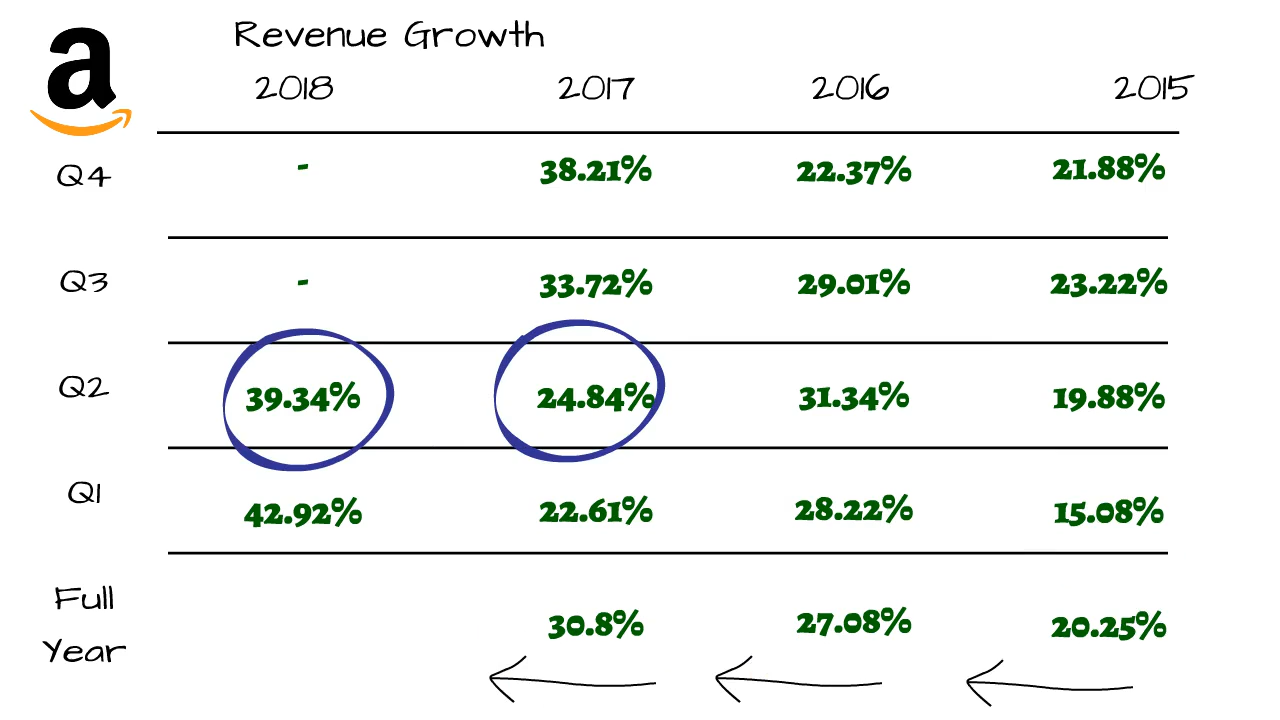 a
Revenue Growth
2018 2017 2016 2015
Q4 - 38.21% 22.37% 21.88%
Q3 - 33.72% 29.01% 23.22%
Q2 39.34% 24.84% 31.34% 19.88%
Q1 42.92% 22.61% 28.22% 15.08%
Full
Year 30.8% 27.08% 20.25%